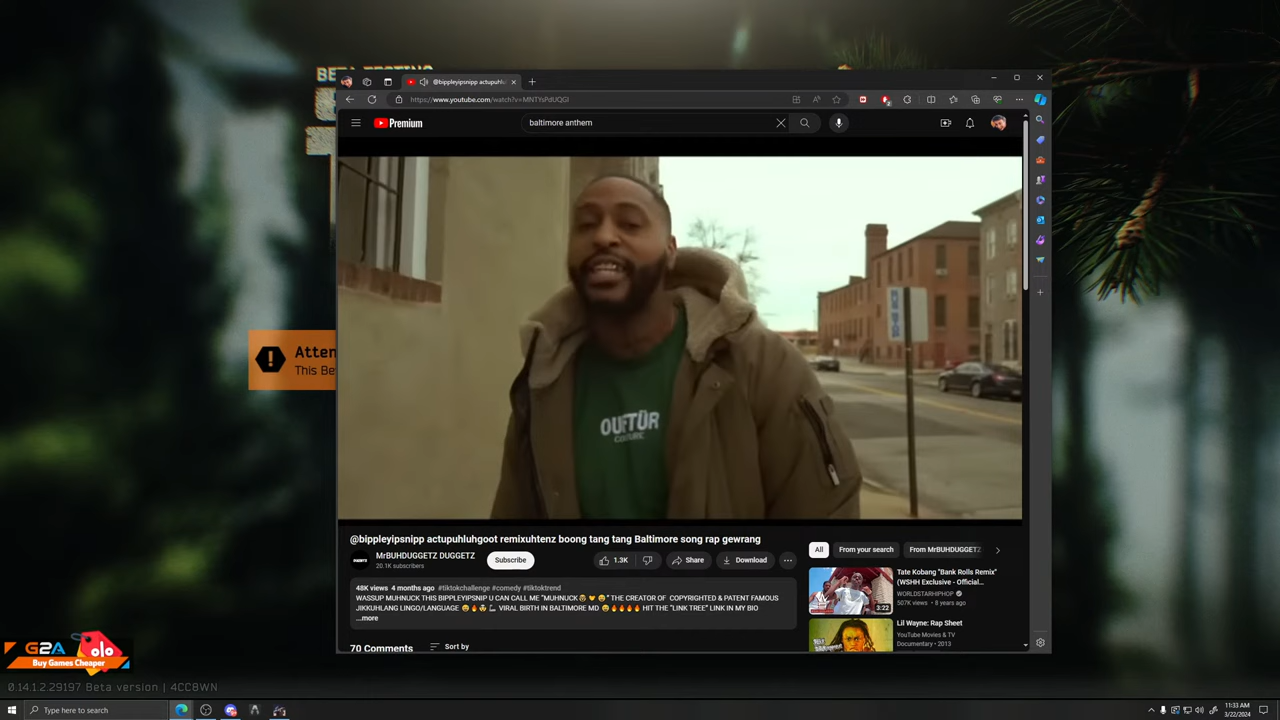 BETA TESTING
@bippleyipsnipp actupuhlu
https://www.youtube.com/watch?v=MNTYsPdUQGI
Premium
baltimore anthem
OUFTÜR
Atten
This Be
@bippleyipsnipp actupuhluhgoot remixuhtenz boong tang tang Baltimore song rap gewrang
MrBUHDUGGETZ DUGGETZ
20.1K subscribers
Subscribe
1.3K
Share
Download
All
From your search
From MrBUHDUGGETZ
48K views 4 months ago #tiktokchallenge #comedy #tiktoktrend
WASSUP MUHNUCK THIS BIPPLEYIPSNIP U CAN CALL ME "MUHNUCK THE CREATOR OF COPYRIGHTED & PATENT FAMOUS
JIKKUHLANG LINGO/LANGUAGE VIRAL BIRTH IN BALTIMORE MD HIT THE "LINK TREE" LINK IN MY BIO
...more
Tate Kobang "Bank Rolls Remix"
(WSHH Exclusive - Official...
WORLDSTARHIPHOP
507K views • 8 years ago
3:22
Lil Wayne: Rap Sheet
YouTube Movies & TV
Documentary • 2013
70 Comments
Sort by
G2A
Buy Games Cheaper
olo
0.14.1.2.29197 Beta version | 4CC8WN
Type here to search
11:33 AM
3/22/2024